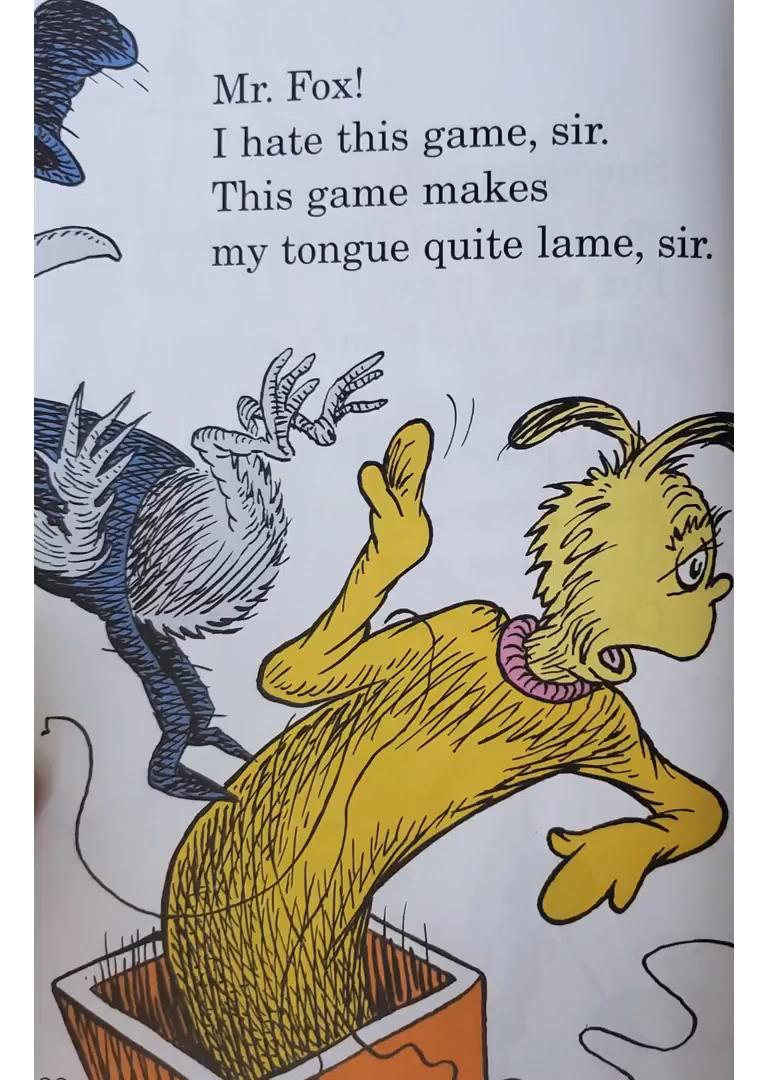 Mr. Fox!
I hate this game, sir.
This game makes
my tongue quite lame, sir.